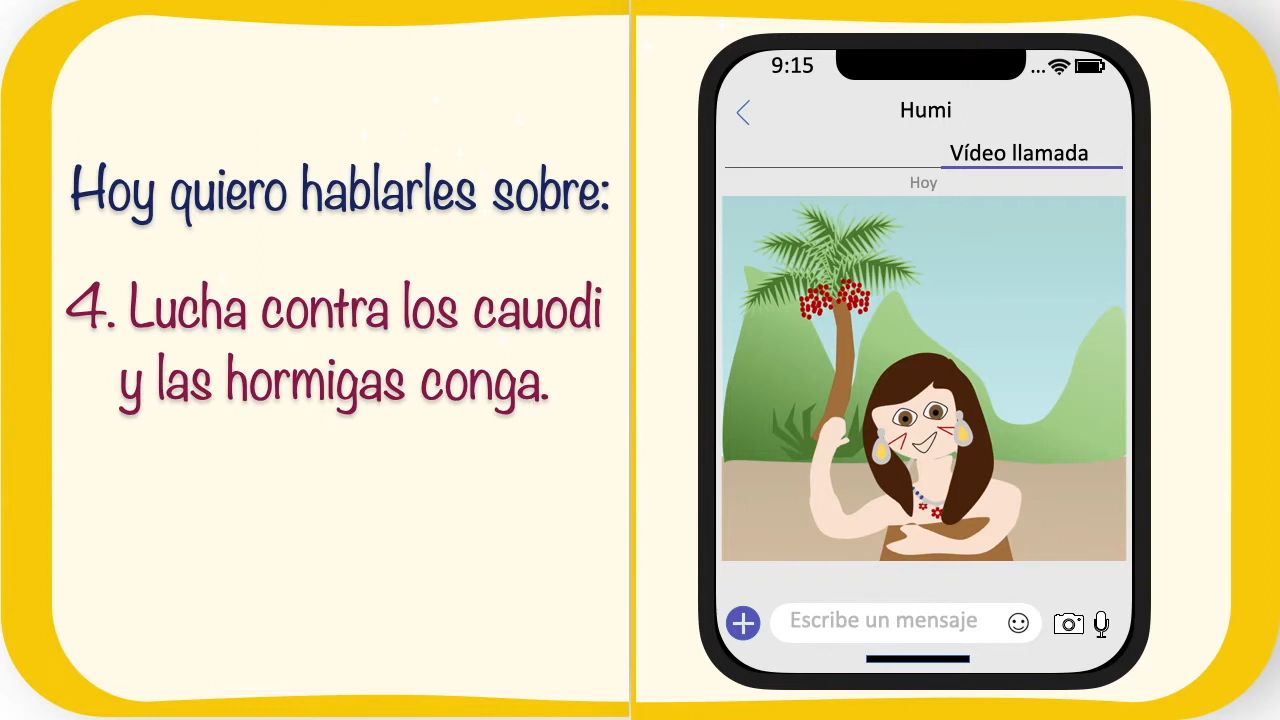 Hoy quiero hablarles sobre:
4. Lucha contra los cauodi
y las hormigas conga.
9:15
...
Humi
Vídeo llamada
Hoy
Escribe un mensaje